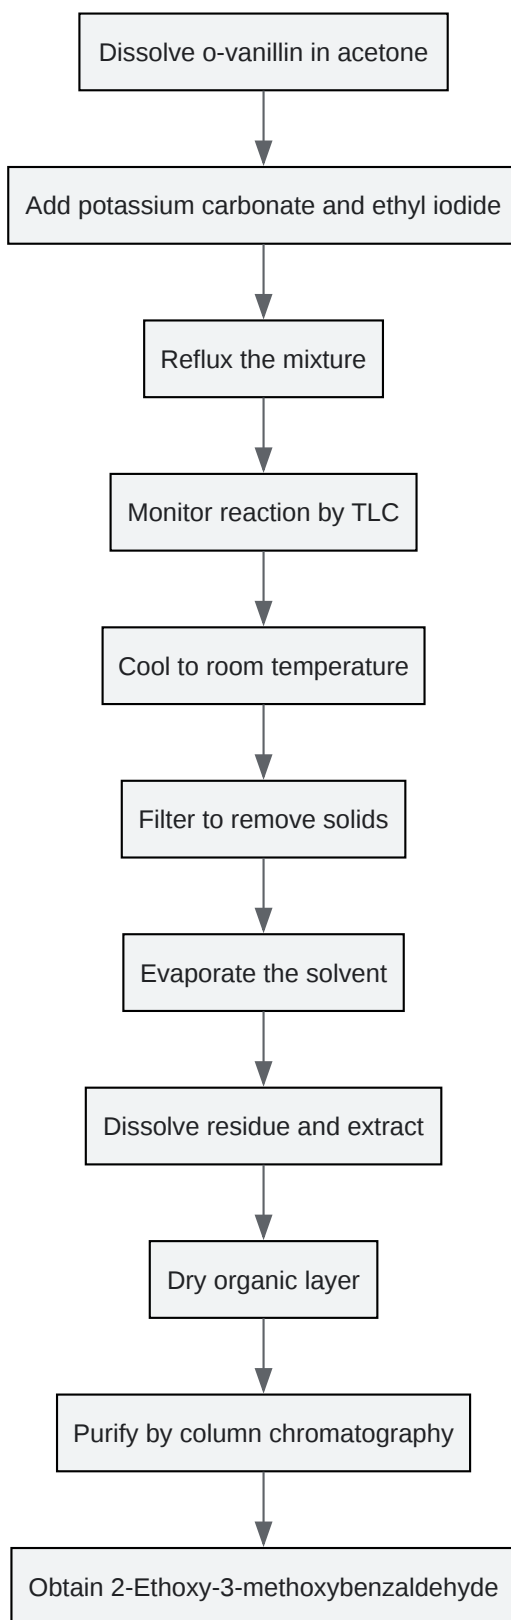 Dissolve o-vanillin in acetone
Add potassium carbonate and ethyl iodide
Reflux the mixture
Monitor reaction by TLC
Cool to room temperature
Filter to remove solids
Evaporate the solvent
Dissolve residue and extract
Dry organic layer
Purify by column chromatography
Obtain 2-Ethoxy-3-methoxybenzaldehyde